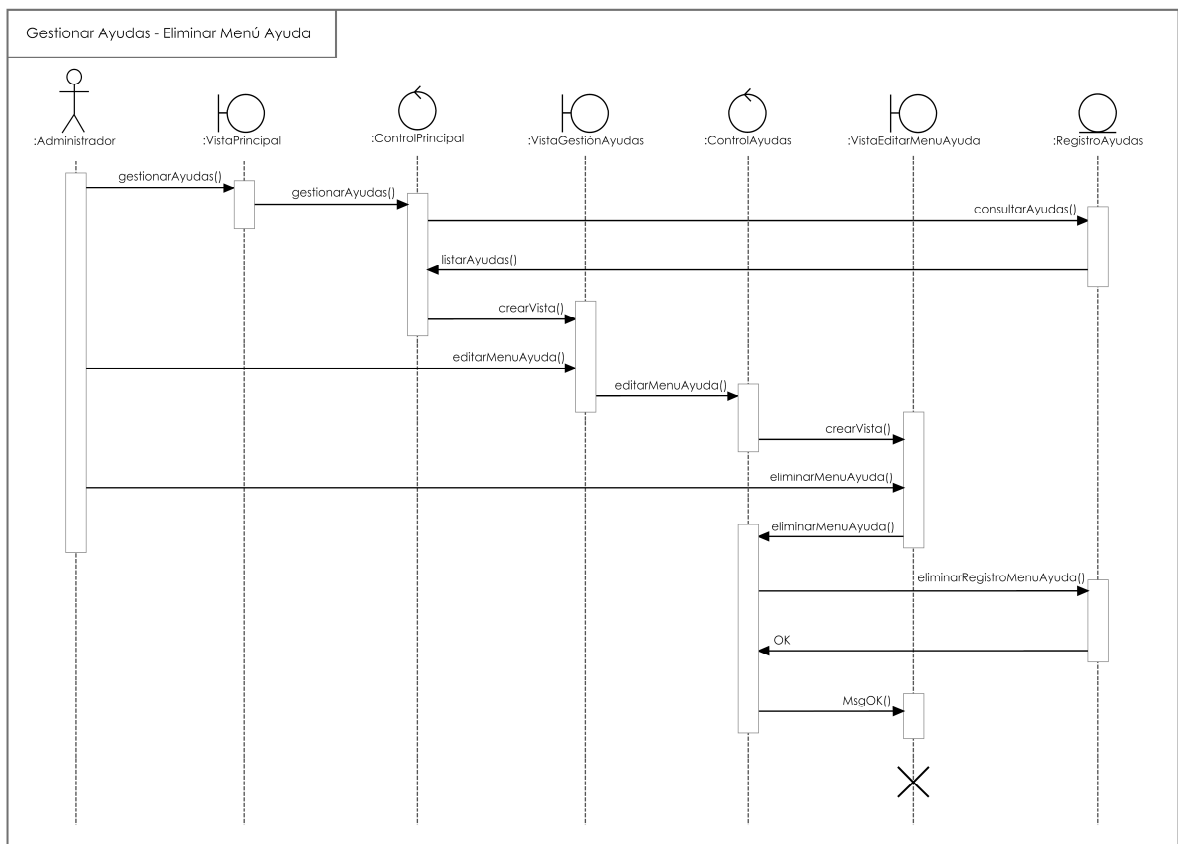 Gestionar Ayudas - Eliminar Menú Ayuda
:Administrador
:VistaPrincipal
:ControlPrincipal
:VistaGestiónAyudas
:ControlAyudas
:VistaEditarMenuAyuda
:RegistroAyudas
gestionarAyudas()
gestionarAyudas()
consultarAyudas()
listarAyudas()
crearVista()
editarMenuAyuda()
editarMenuAyuda()
crearVista()
eliminarMenuAyuda()
eliminarMenuAyuda()
eliminarRegistroMenuAyuda()
OK
MsgOK()